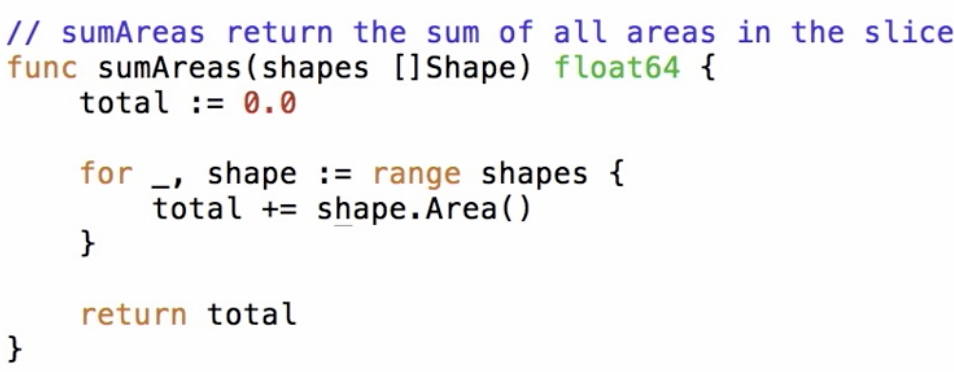 // sumAreas return the sum of all areas in the slice
func sumAreas(shapes []Shape) float64 {
    total := 0.0

    for _, shape := range shapes {
        total += shape.Area()
    }

    return total
}